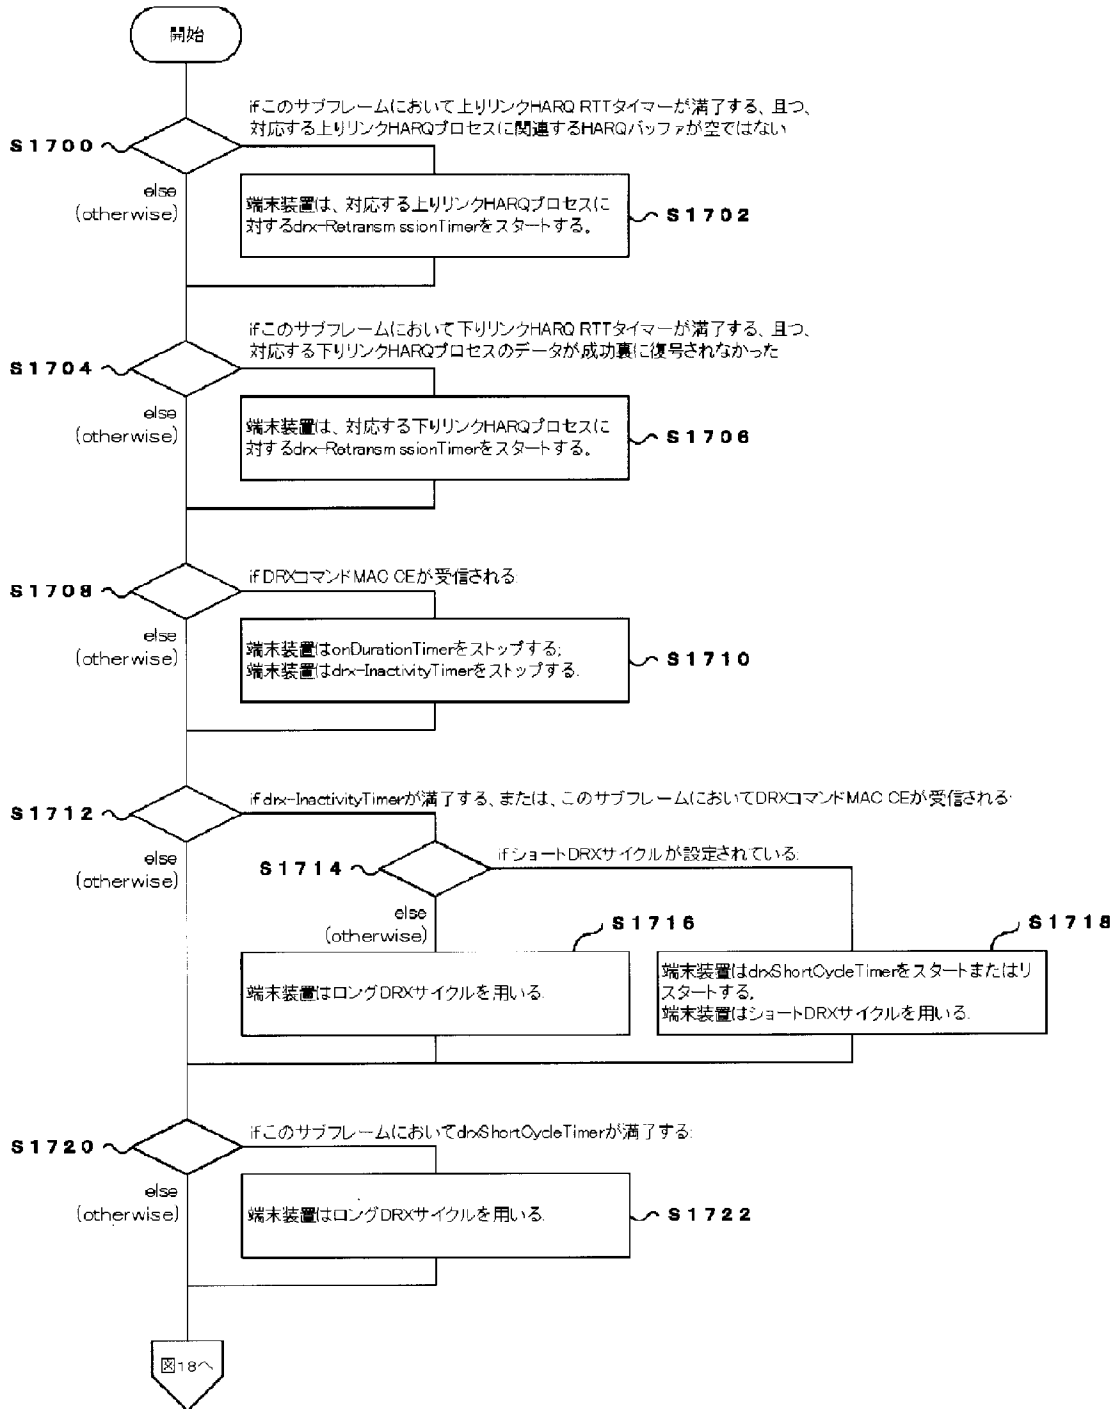 開始
ifこのサブフレームにおいて上りリンクHARQ RTTタイマーが満了する、且つ、
対応する上りリンクHARQプロセスに関連するHARQバッファが空ではない
S1700
else
(otherwise)
端末装置は、対応する上りリンクHARQプロセスに
対するdrx-RetransmissionTimerをスタートする。
S1702
ifこのサブフレームにおいて下りリンクHARQ RTTタイマーが満了する、且つ、
対応する下りリンクHARQプロセスのデータが成功裏に復号されなかった
S1704
else
(otherwise)
端末装置は、対応する下りリンクHARQプロセスに
対するdrx-RetransmissionTimerをスタートする。
S1706
if DRXコマンドMAC CEが受信される:
S1708
else
(otherwise)
端末装置はonDurationTimerをストップする;
端末装置はdrx-InactivityTimerをストップする.
S1710
if drx-InactivityTimerが満了する、または、このサブフレームにおいてDRXコマンドMAC CEが受信される:
S1712
else
(otherwise)
ifショートDRXサイクルが設定されている:
S1714
else
(otherwise)
S1716
S1718
端末装置はロングDRXサイクルを用いる.
端末装置はdrxShortCycleTimerをスタートまたはリ
スタートする,
端末装置はショートDRXサイクルを用いる.
ifこのサブフレームにおいてdrxShortCycleTimerが満了する:
S1720
else
(otherwise)
端末装置はロングDRXサイクルを用いる.
S1722
図18へ